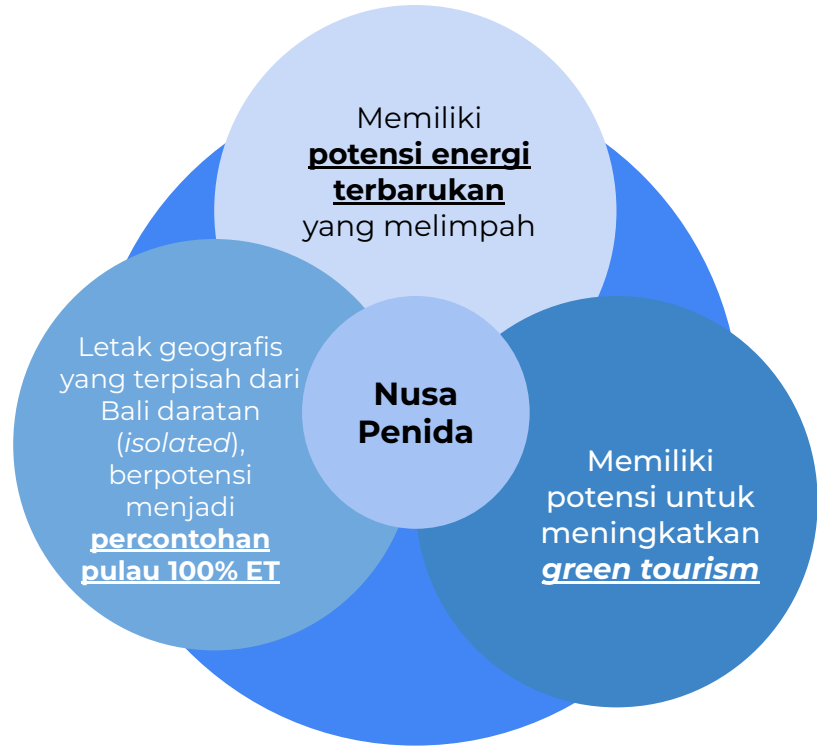 Memiliki
potensi energi
terbarukan
yang melimpah
Letak geografis
yang terpisah dari
Bali daratan
(isolated),
berpotensi
menjadi
percontohan
pulau 100% ET
Nusa
Penida
Memiliki
potensi untuk
meningkatkan
green tourism